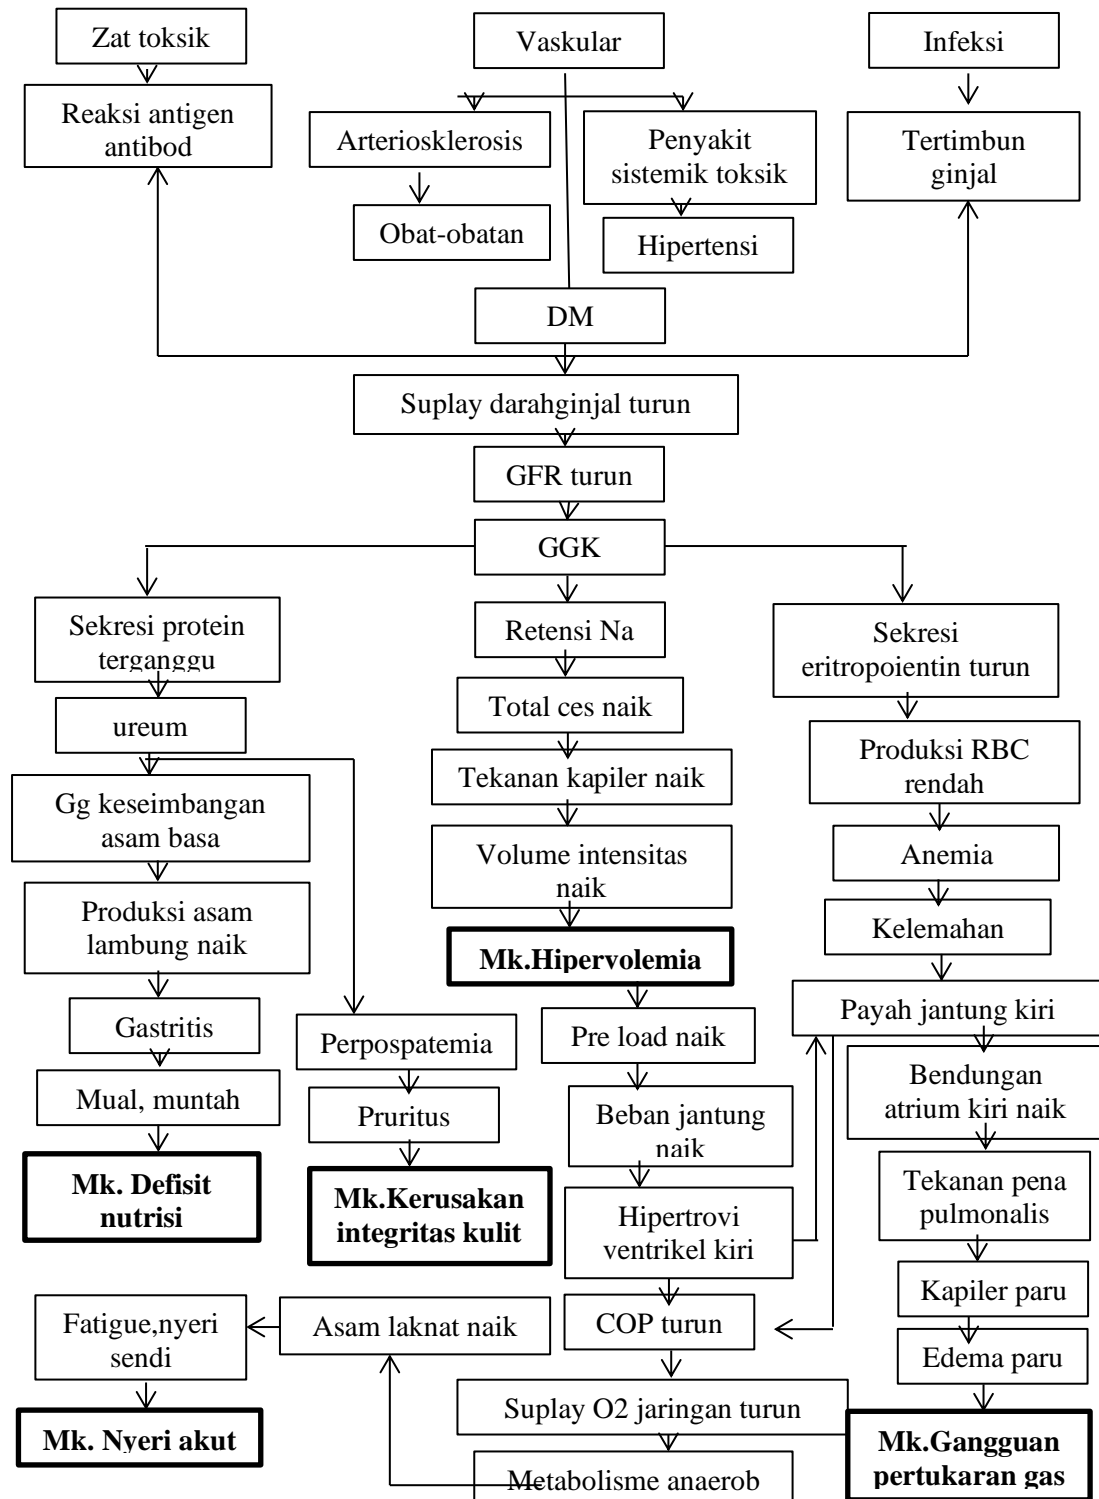 Zat toksik
Vaskular
Infeksi
Reaksi antigen
antibod
Arteriosklerosis
Penyakit
sistemik toksik
Tertimbun
ginjal
Obat-obatan
Hipertensi
DM
Suplay darahginjal turun
GFR turun
GGK
Sekresi protein
terganggu
Retensi Na
Sekresi
eritropoientin turun
ureum
Total ces naik
Produksi RBC
rendah
Gg keseimbangan
asam basa
Tekanan kapiler naik
Volume intensitas
naik
Anemia
Produksi asam
lambung naik
Kelemahan
Mk.Hipervolemia
Gastritis
Perpospatemia
Pre load naik
Payah jantung kiri
Mual, muntah
Pruritus
Beban jantung
naik
Bendungan
atrium kiri naik
Mk. Defisit
nutrisi
Mk.Kerusakan
integritas kulit
Hipertrovi
ventrikel kiri
Tekanan pena
pulmonalis
Kapiler paru
Fatigue,nyeri
sendi
Asam laknat naik
COP turun
Edema paru
Mk. Nyeri akut
Suplay O2 jaringan turun
Mk.Gangguan
pertukaran gas
Metabolisme anaerob